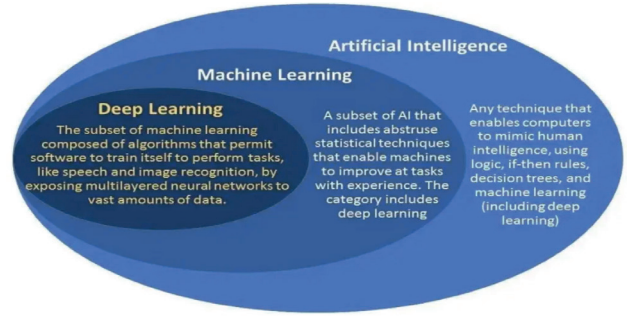 Artificial Intelligence
Machine Learning
Deep Learning
The subset of machine learning
composed of algorithms that permit
software to train itself to perform tasks,
like speech and image recognition, by
exposing multilayered neural networks to
vast amounts of data.
A subset of AI that
includes abstruse
statistical techniques
that enable machines
to improve at tasks
with experience. The
category includes
deep learning
Any technique that
enables computers
to mimic human
intelligence, using
logic, if-then rules,
decision trees, and
machine learning
(including deep
learning)